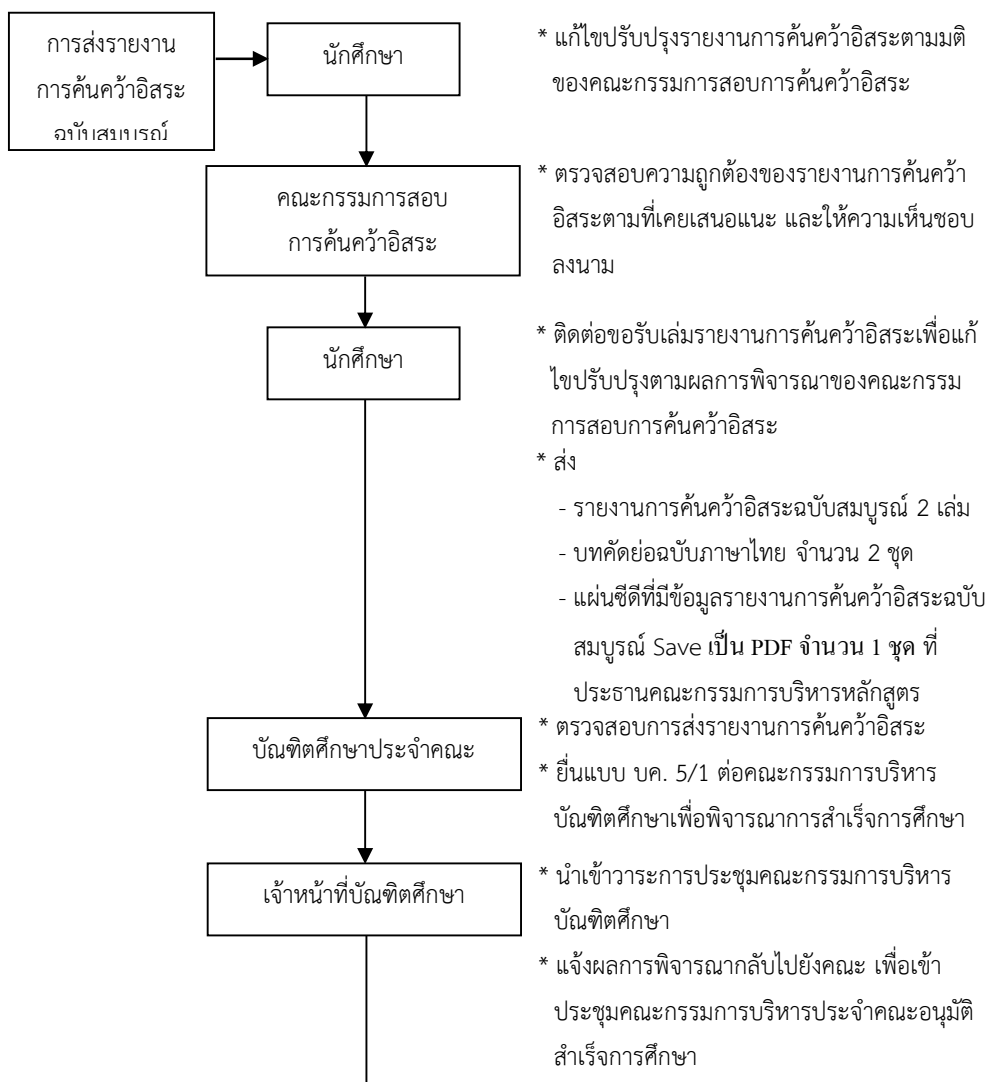 การส่งรายงาน
การค้นคว้าอิสระ
ฉบับสมบูรณ์
นักศึกษา
* แก้ไขปรับปรุงรายงานการค้นคว้าอิสระตามมติ
ของคณะกรรมการสอบการค้นคว้าอิสระ
คณะกรรมการสอบ
การค้นคว้าอิสระ
* ตรวจสอบความถูกต้องของรายงานการค้นคว้า
อิสระตามที่เคยเสนอแนะ และให้ความเห็นชอบ
ลงนาม
นักศึกษา
* ติดต่อขอรับเล่มรายงานการค้นคว้าอิสระเพื่อแก้
ไขปรับปรุงตามผลการพิจารณาของคณะกรรม
การสอบการค้นคว้าอิสระ
* ส่ง
- รายงานการค้นคว้าอิสระฉบับสมบูรณ์ 2 เล่ม
- บทคัดย่อฉบับภาษาไทย จำนวน 2 ชุด
- แผ่นซีดีที่มีข้อมูลรายงานการค้นคว้าอิสระฉบับ
สมบูรณ์ Save เป็น PDF จำนวน 1 ชุด ที่
ประธานคณะกรรมการบริหารหลักสูตร
บัณฑิตศึกษาประจำคณะ
* ตรวจสอบการส่งรายงานการค้นคว้าอิสระ
* ยื่นแบบ บค. 5/1 ต่อคณะกรรมการบริหาร
บัณฑิตศึกษาเพื่อพิจารณาการสำเร็จการศึกษา
เจ้าหน้าที่บัณฑิตศึกษา
* นำเข้าวาระการประชุมคณะกรรมการบริหาร
บัณฑิตศึกษา
* แจ้งผลการพิจารณากลับไปยังคณะ เพื่อเข้า
ประชุมคณะกรรมการบริหารประจำคณะอนุมัติ
สำเร็จการศึกษา